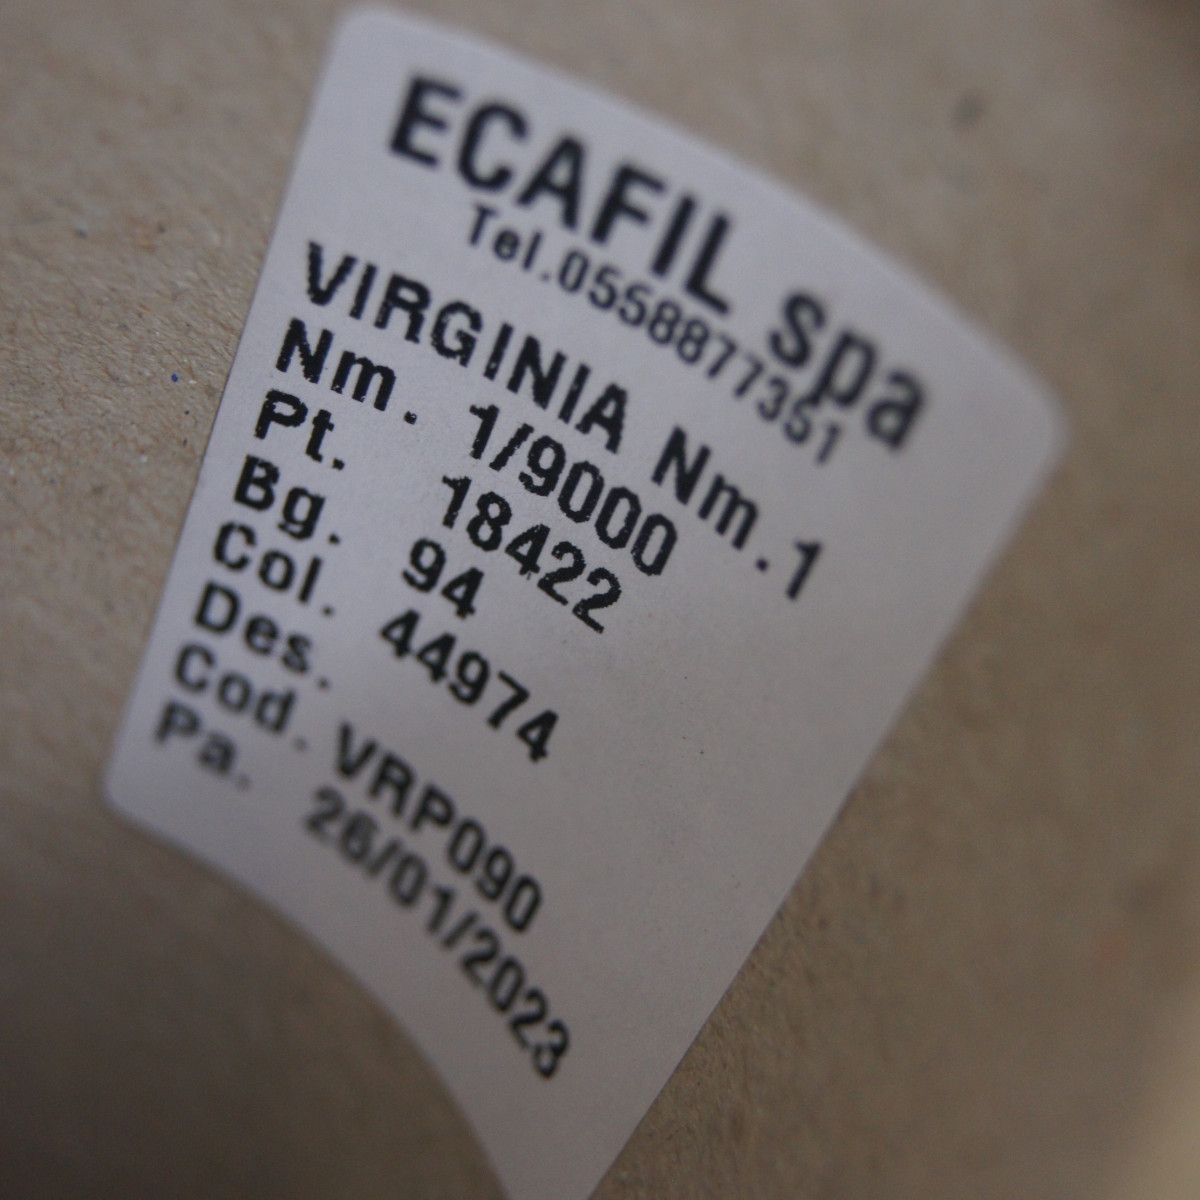 ECAFIL spa
Tel.0558877351
VIRGINIA Nm.1
Nm. 1/9000
Pt. 18422
Bg. 94
Col. 44974
Des.
Cod. VRP090
Pa. 26/01/2023